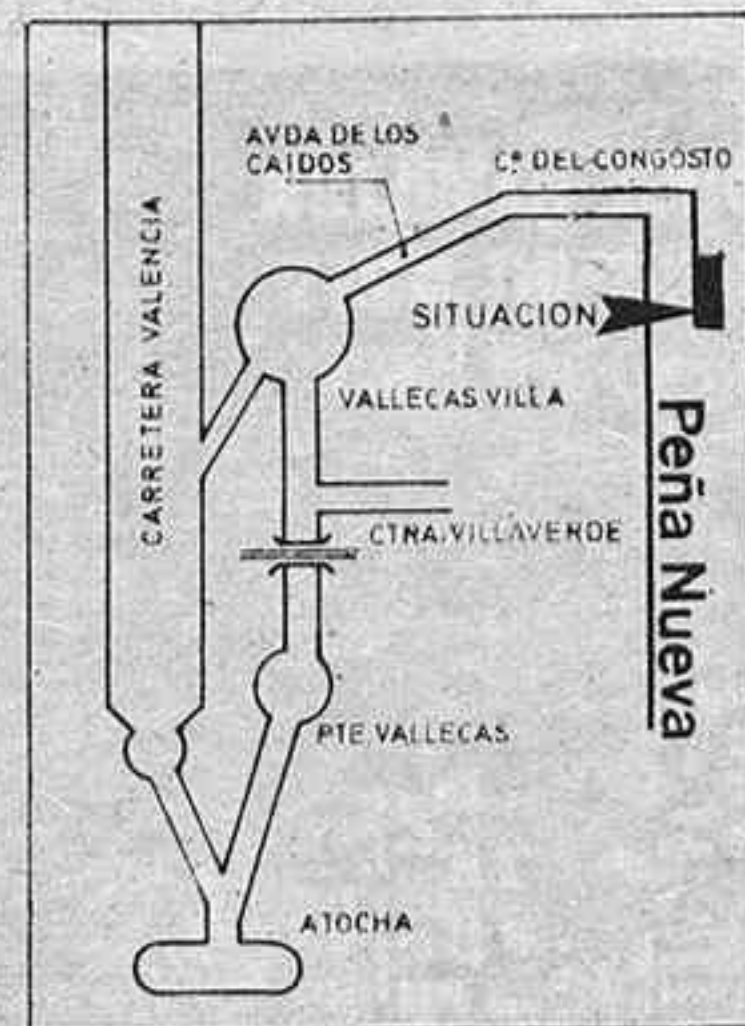 AVDA DE LOS
CAIDOS
Cº DEL CONGOSTO
CARRETERA VALENCIA
SITUACION
VALLECAS VILLA
Peña Nueva
CTRA. VILLAVERDE
PTE. VALLECAS
ATOCHA